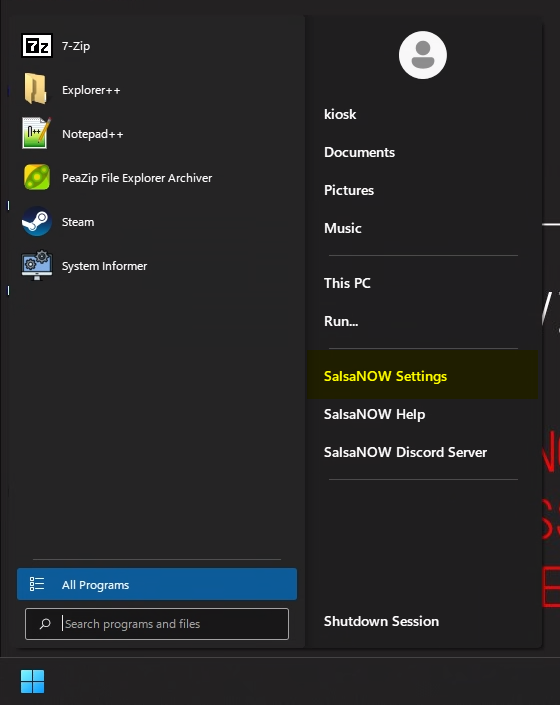 7-Zip
Explorer++
Notepad++
PeaZip File Explorer Archiver
Steam
System Informer
All Programs
Search programs and files
kiosk
Documents
Pictures
Music
This PC
Run...
SalsaNOW Settings
SalsaNOW Help
SalsaNOW Discord Server
Shutdown Session